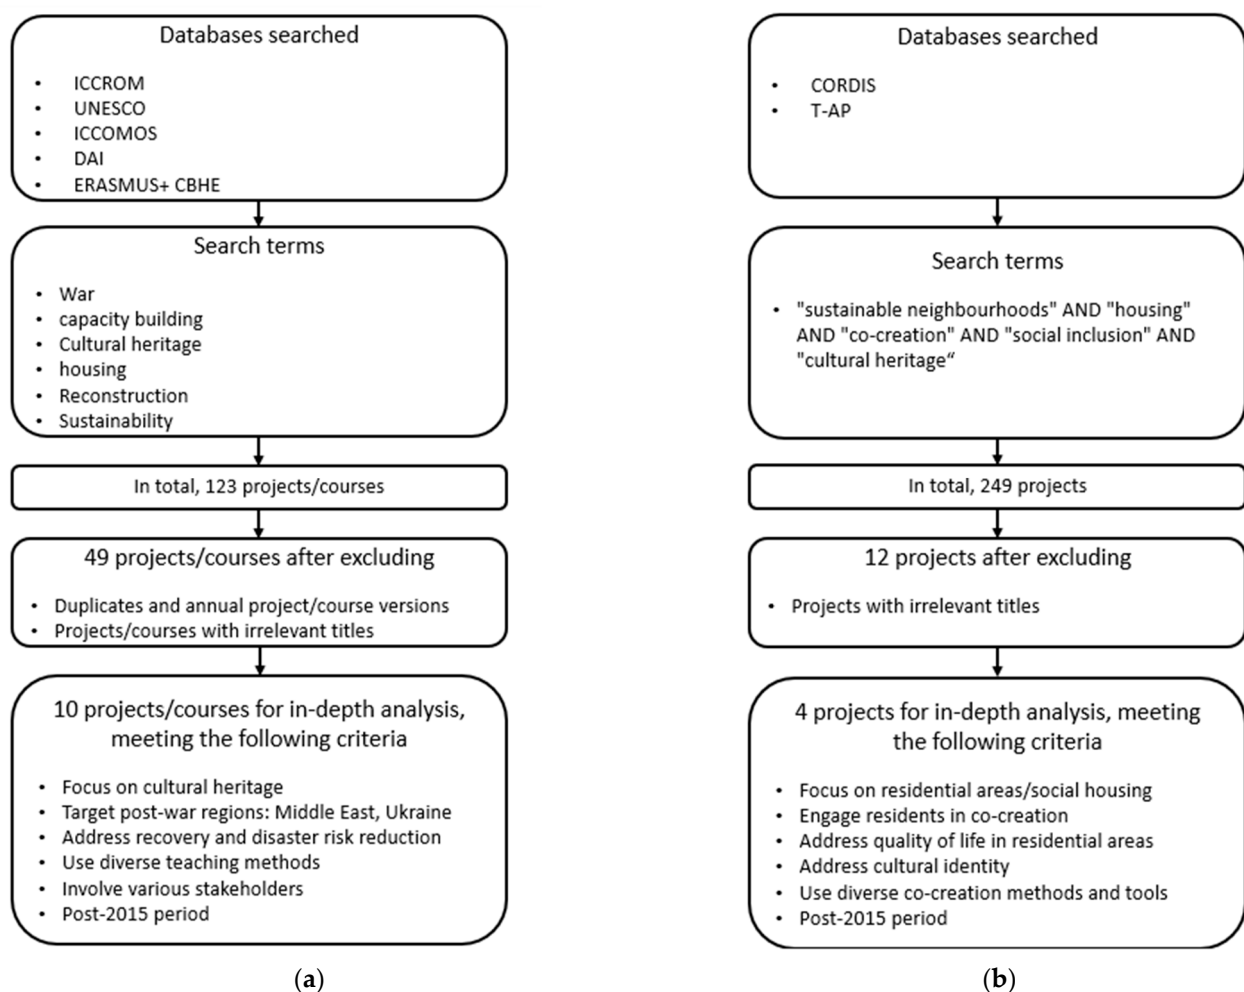 Databases searched
• ICCROM
• UNESCO
• ICCOMOS
• DAI
• ERASMUS+ CBHE
Search terms
• War
• capacity building
• Cultural heritage
• housing
• Reconstruction
• Sustainability
In total, 123 projects/courses
49 projects/courses after excluding
• Duplicates and annual project/course versions
• Projects/courses with irrelevant titles
10 projects/courses for in-depth analysis,
meeting the following criteria
• Focus on cultural heritage
• Target post-war regions: Middle East, Ukraine
• Address recovery and disaster risk reduction
• Use diverse teaching methods
• Involve various stakeholders
• Post-2015 period
(a)
Databases searched
• CORDIS
• T-AP
Search terms
• "sustainable neighbourhoods" AND "housing"
AND "co-creation" AND "social inclusion" AND
"cultural heritage“
In total, 249 projects
12 projects after excluding
• Projects with irrelevant titles
4 projects for in-depth analysis, meeting
the following criteria
• Focus on residential areas/social housing
• Engage residents in co-creation
• Address quality of life in residential areas
• Address cultural identity
• Use diverse co-creation methods and tools
• Post-2015 period
(b)